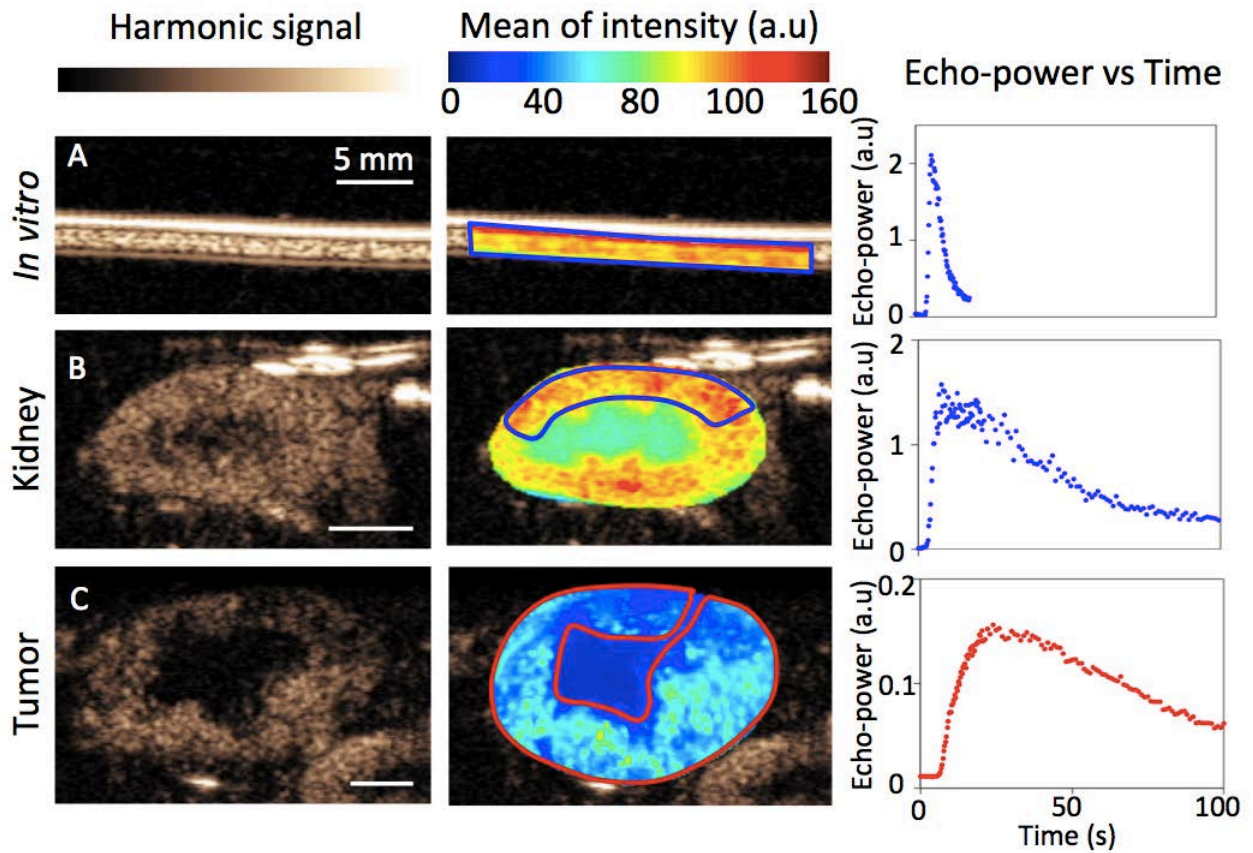 Harmonic signal
Mean of intensity (a.u)
0 40 80 100 160
Echo-power vs Time
In vitro
A
5 mm
Echo-power (a.u)
2
1
0
0 100
Kidney
B
Echo-power (a.u)
2
1
0
Tumor
C
Echo-power (a.u)
0.2
0.1
0
0 50 100
Time (s)